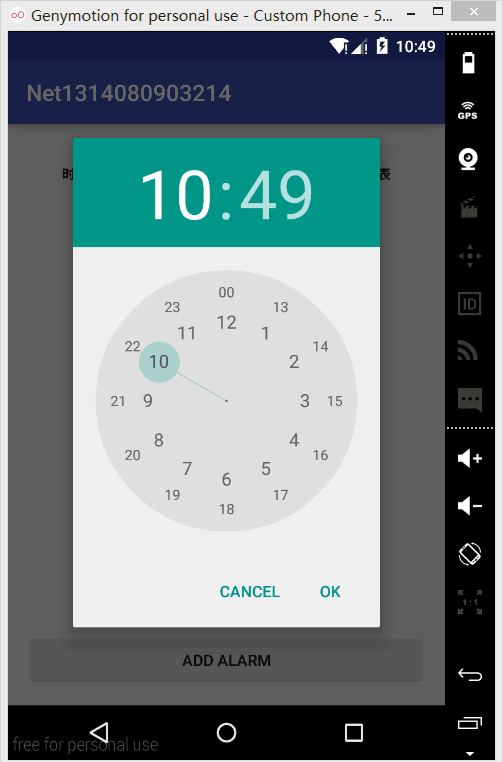 Genymotion for personal use - Custom Phone - 5...
10:49
Net1314080903214
GPS
时
表
10:49
00
23
13
12
11
1
22
14
10
2
ID
21
9
3
15
8
4
20
16
7
5
6
19
17
18
CANCEL
OK
1:1
ADD ALARM
free for personal use